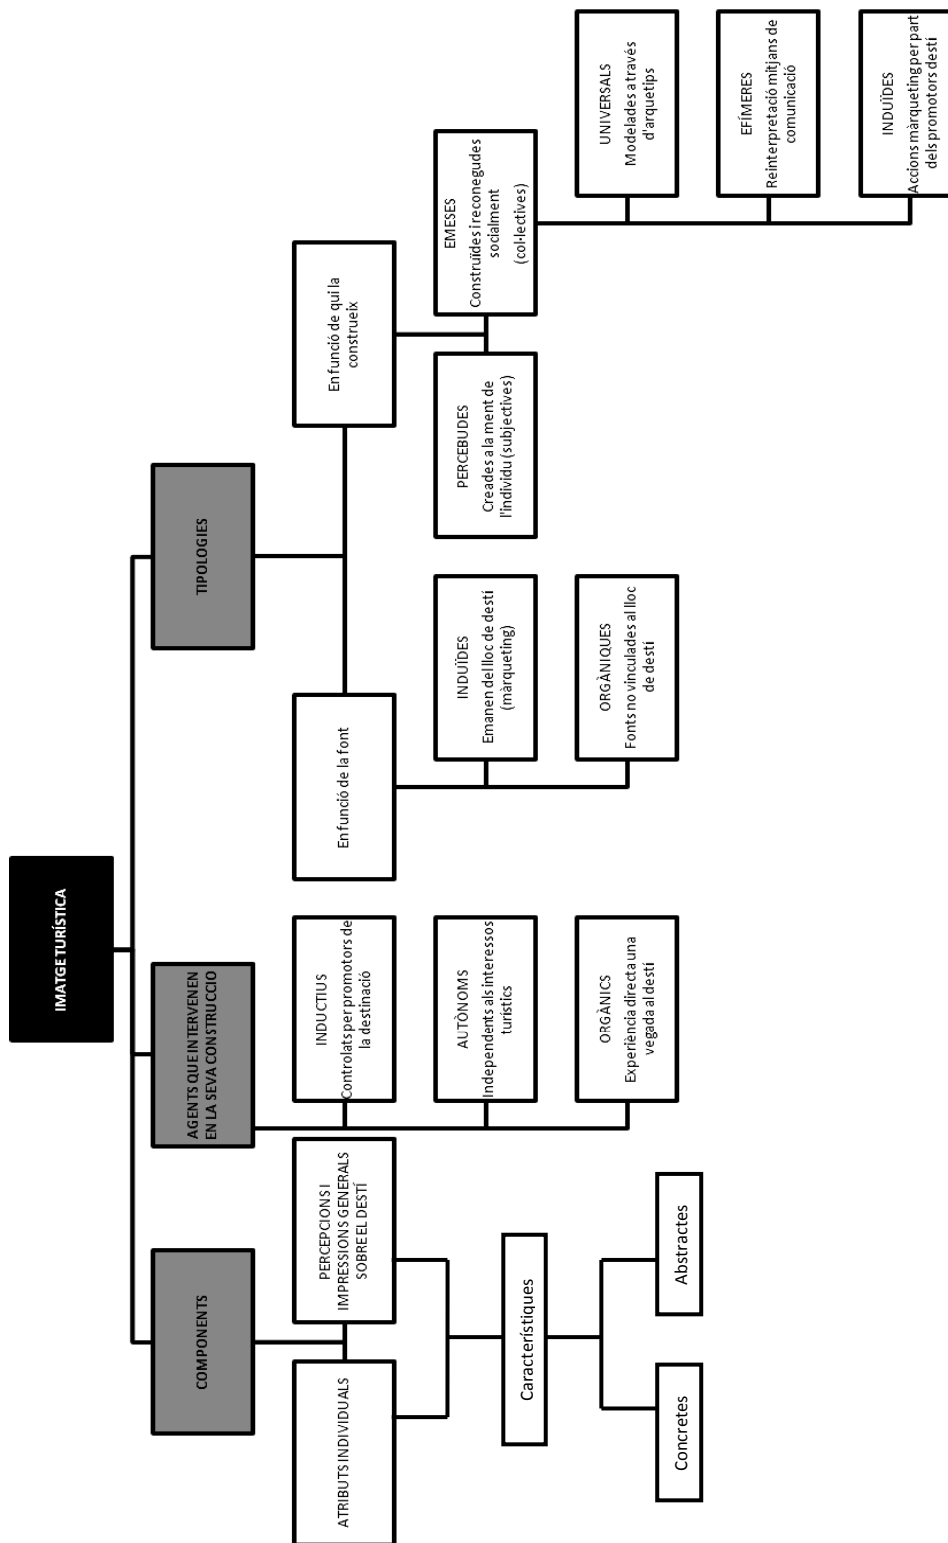 IMATGE TURÍSTICA
COMPONENTS
ATRIBUTS INDIVIDUALS
PERCEPCIONS I
IMPRESSIONS GENERALS
SOBRE EL DESTÍ
Característiques
Concretes
Abstractes
AGENTS QUE INTERVENEN
EN LA SEVA CONSTRUCCIO
INDUCTIUS
Controlats per promotors de
la destinació
AUTÒNOMS
Independents als interessos
turístics
ORGÀNICS
Experiència directa una
vegada al destí
TIPOLOGIES
En funció de la font
INDUÏDES
Emanen del lloc de destí
(màrqueting)
ORGÀNIQUES
Fonts no vinculades al lloc
de destí
En funció de qui la
construeix
PERCEBUDES
Creades a la ment de
l'individu (subjectives)
EMESES
Construïdes i reconegudes
socialment
(col·lectives)
UNIVERSALS
Modelades a través
d'arquetips
EFÍMERES
Reinterpretació mitjans de
comunicació
INDUÏDES
Accions màrqueting per part
dels promotors destí